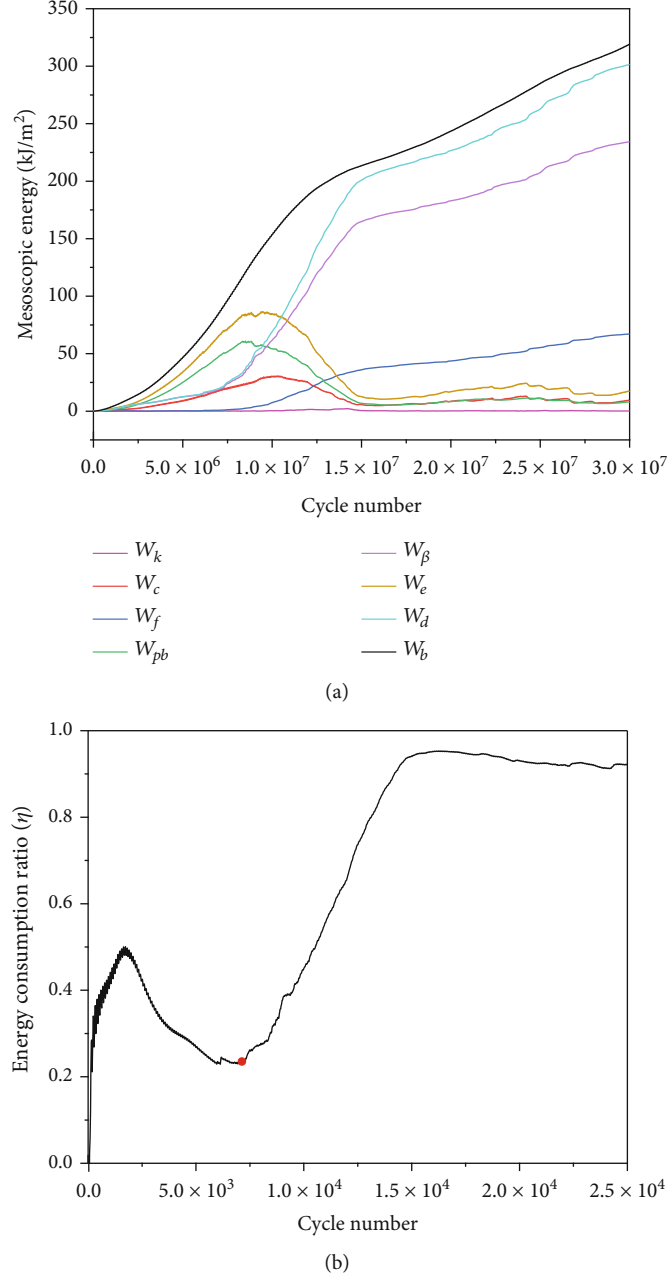 350
300
250
200
150
100
50
0
Mesoscopic energy (kJ/m²)
0.0 5.0 × 10⁶ 1.0 × 10⁷ 1.5 × 10⁷ 2.0 × 10⁷ 2.5 × 10⁷ 3.0 × 10⁷
Cycle number
W_k W_β
W_c W_e
W_f W_d
W_pb W_b
(a)
1.0
0.8
0.6
0.4
0.2
0.0
Energy consumption ratio (η)
0.0 5.0 × 10³ 1.0 × 10⁴ 1.5 × 10⁴ 2.0 × 10⁴ 2.5 × 10⁴
Cycle number
(b)